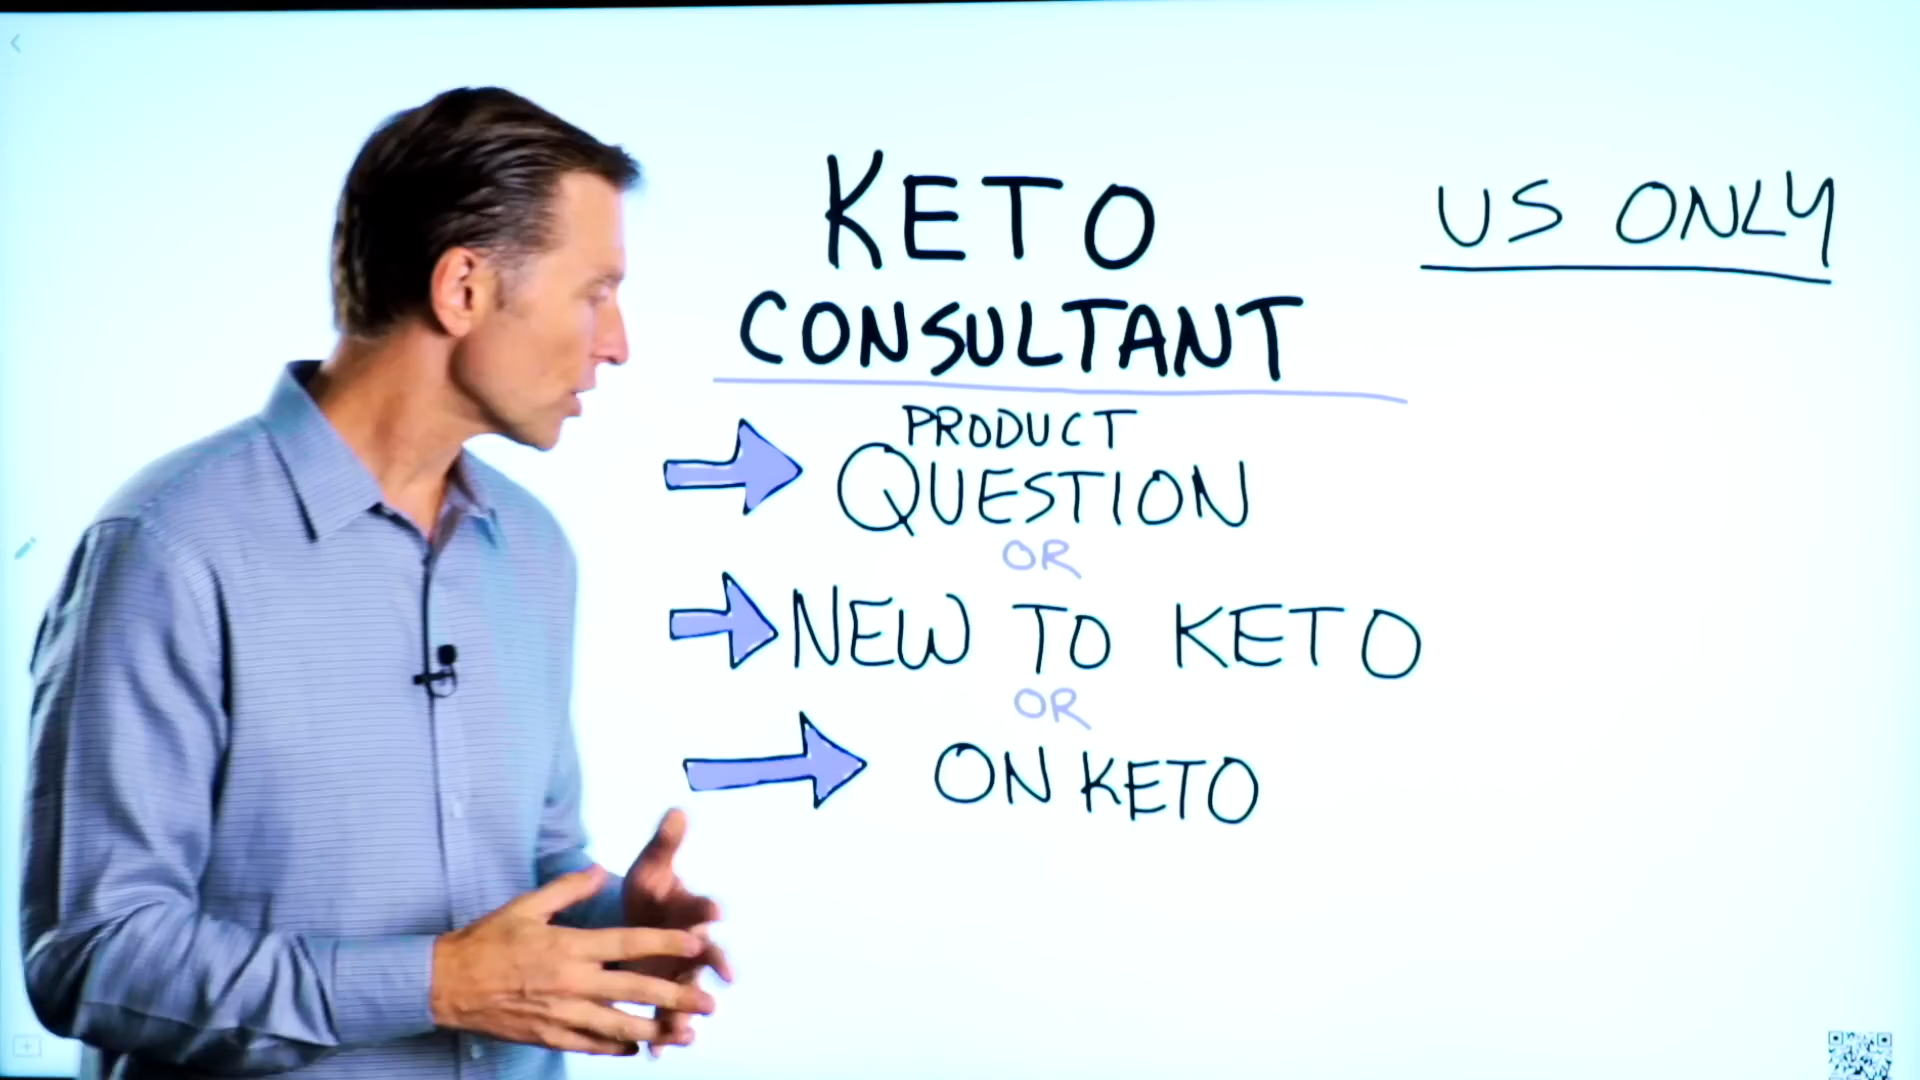 KETO
CONSULTANT
US ONLY
PRODUCT
QUESTION
OR
NEW TO KETO
OR
ON KETO